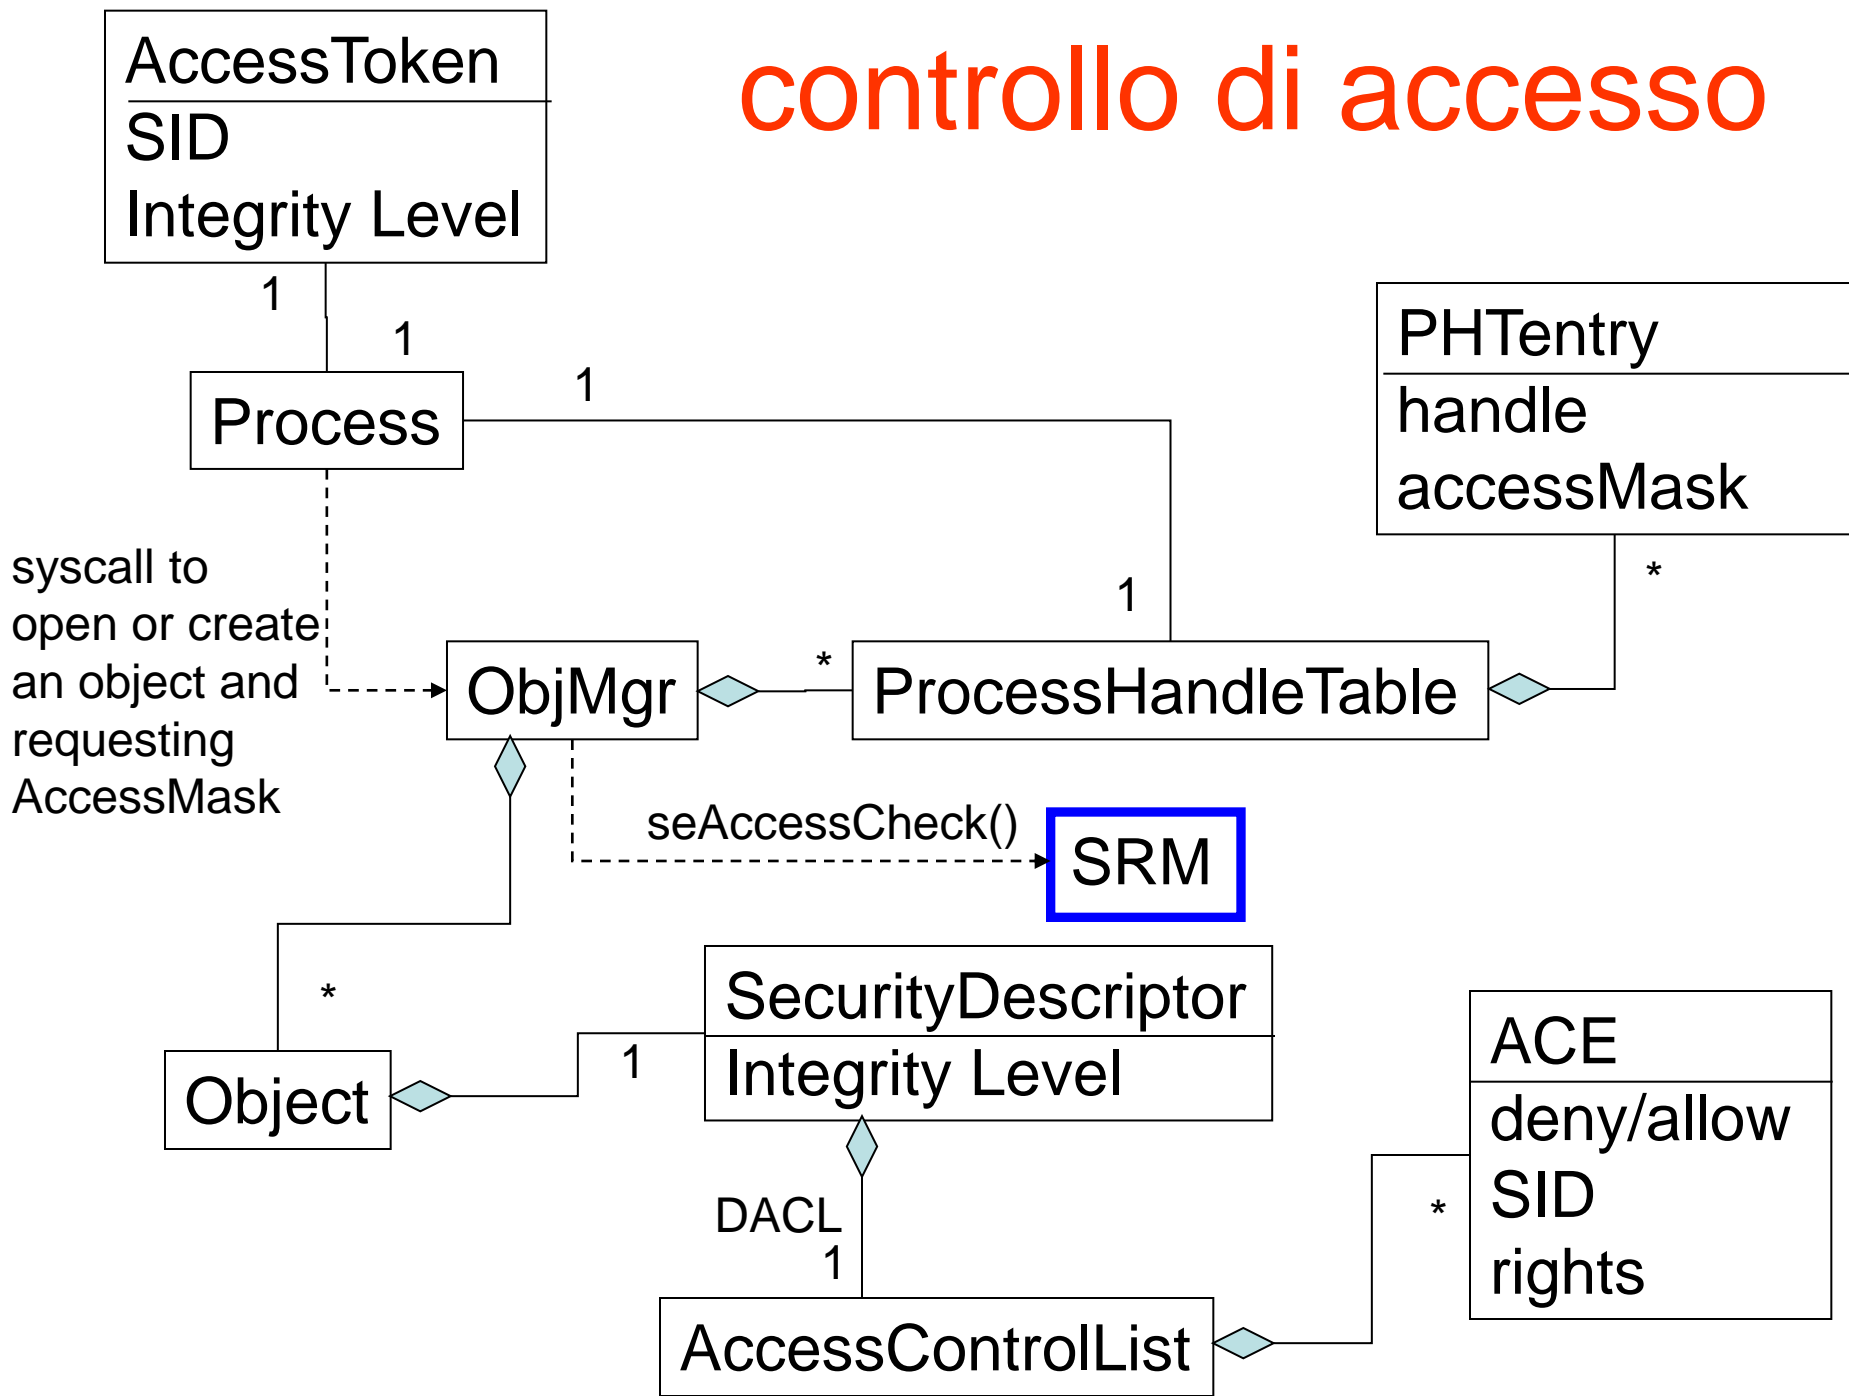 controllo di accesso
AccessToken
SID
Integrity Level
1
1
Process
1
PHTentry
handle
accessMask
*
syscall to
open or create
an object and
requesting
AccessMask
1
ObjMgr
*
ProcessHandleTable
seAccessCheck()
SRM
*
Object
1
SecurityDescriptor
Integrity Level
DACL
1
AccessControlList
*
ACE
deny/allow
SID
rights